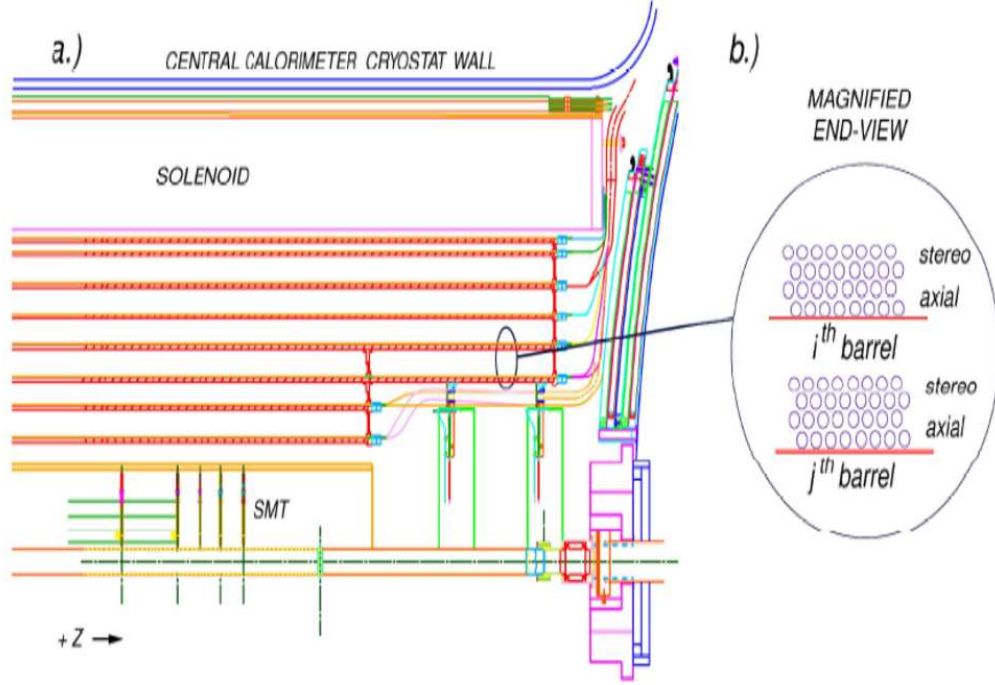 a.)
CENTRAL CALORIMETER CRYOSTAT WALL
SOLENOID
SMT
+ Z
b.)
MAGNIFIED
END-VIEW
stereo
axial
i th barrel
stereo
axial
j th barrel